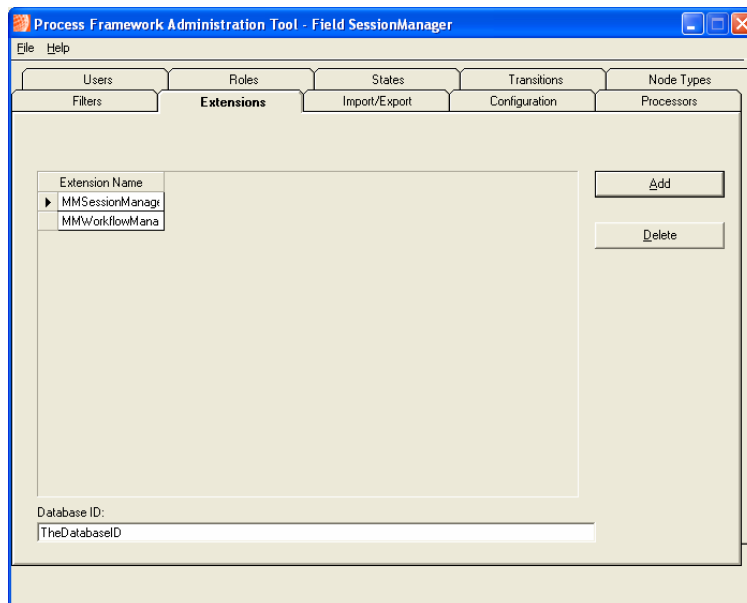 Process Framework Administration Tool - Field SessionManager
File Help
Users Roles States Transitions Node Types
Filters Extensions Import/Export Configuration Processors
Extension Name
MMSessionManage
MMWorkflowMana
Add
Delete
Database ID:
TheDatabaseID